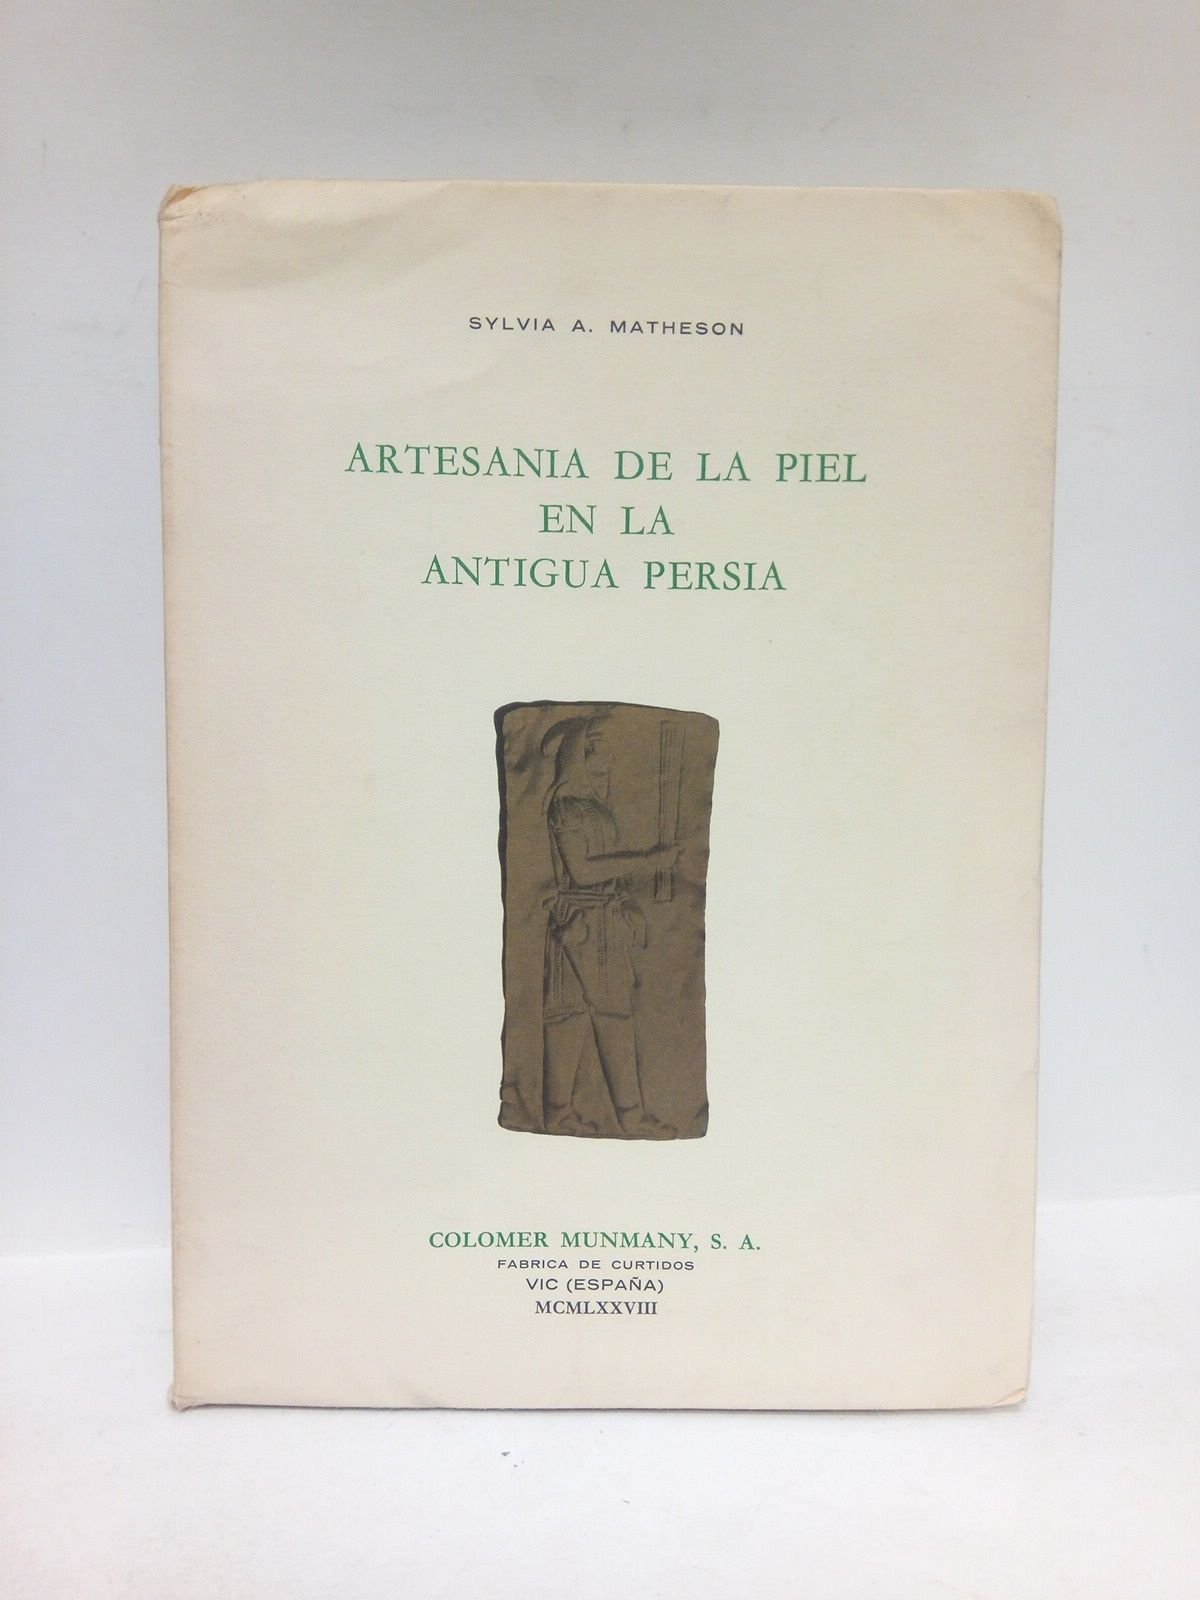 SYLVIA A. MATHESON
ARTESANIA DE LA PIEL
EN LA
ANTIGUA PERSIA
COLOMER MUNMANY, S. A.
FABRICA DE CURTIDOS
VIC (ESPAÑA)
MCMLXXVIII